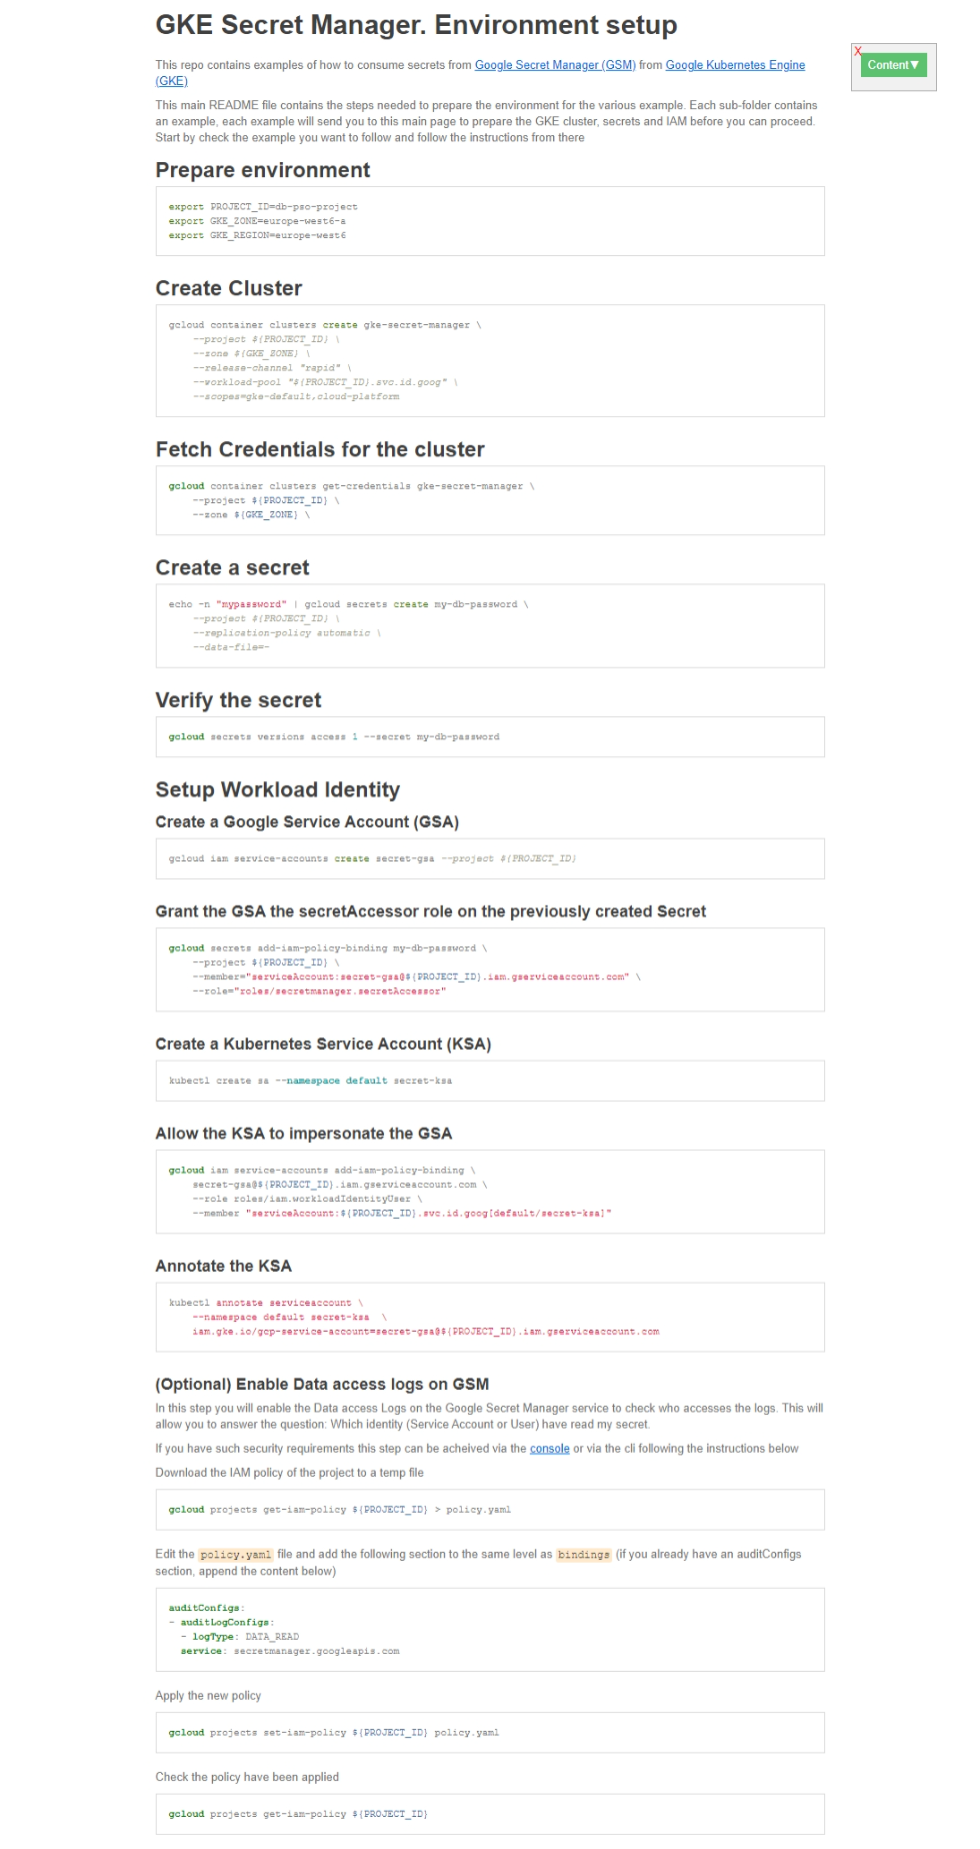 GKE Secret Manager. Environment setup
X
Content▼
This repo contains examples of how to consume secrets from Google Secret Manager (GSM) from Google Kubernetes Engine
(GKE)
This main README file contains the steps needed to prepare the environment for the various example. Each sub-folder contains
an example, each example will send you to this main page to prepare the GKE cluster, secrets and IAM before you can proceed.
Start by check the example you want to follow and follow the instructions from there
Prepare environment
export PROJECT_ID=db-pso-project
export GKE_ZONE=europe-west6-a
export GKE_REGION=europe-west6
Create Cluster
gcloud container clusters create gke-secret-manager \
--project ${PROJECT_ID} \
--zone ${GKE_ZONE} \
--release-channel "rapid" \
--workload-pool "${PROJECT_ID}.svc.id.goog" \
--scopes=gke-default,cloud-platform
Fetch Credentials for the cluster
gcloud container clusters get-credentials gke-secret-manager \
--project ${PROJECT_ID} \
--zone ${GKE_ZONE} \
Create a secret
echo -n "mypassword" | gcloud secrets create my-db-password \
--project ${PROJECT_ID} \
--replication-policy automatic \
--data-file=-
Verify the secret
gcloud secrets versions access 1 --secret my-db-password
Setup Workload Identity
Create a Google Service Account (GSA)
gcloud iam service-accounts create secret-gsa --project ${PROJECT_ID}
Grant the GSA the secretAccessor role on the previously created Secret
gcloud secrets add-iam-policy-binding my-db-password \
--project ${PROJECT_ID} \
--member="serviceAccount:secret-gsa@${PROJECT_ID}.iam.gserviceaccount.com" \
--role="roles/secretmanager.secretAccessor"
Create a Kubernetes Service Account (KSA)
kubectl create sa --namespace default secret-ksa
Allow the KSA to impersonate the GSA
gcloud iam service-accounts add-iam-policy-binding \
secret-gsa@${PROJECT_ID}.iam.gserviceaccount.com \
--role roles/iam.workloadIdentityUser \
--member "serviceAccount:${PROJECT_ID}.svc.id.goog[default/secret-ksa]"
Annotate the KSA
kubectl annotate serviceaccount \
--namespace default secret-ksa \
iam.gke.io/gcp-service-account=secret-gsa@${PROJECT_ID}.iam.gserviceaccount.com
(Optional) Enable Data access logs on GSM
In this step you will enable the Data access Logs on the Google Secret Manager service to check who accesses the logs. This will
allow you to answer the question: Which identity (Service Account or User) have read my secret.
If you have such security requirements this step can be acheived via the console or via the cli following the instructions below
Download the IAM policy of the project to a temp file
gcloud projects get-iam-policy ${PROJECT_ID} > policy.yaml
Edit the policy.yaml file and add the following section to the same level as bindings (if you already have an auditConfigs
section, append the content below)
auditConfigs:
- auditLogConfigs:
- logType: DATA_READ
service: secretmanager.googleapis.com
Apply the new policy
gcloud projects set-iam-policy ${PROJECT_ID} policy.yaml
Check the policy have been applied
gcloud projects get-iam-policy ${PROJECT_ID}